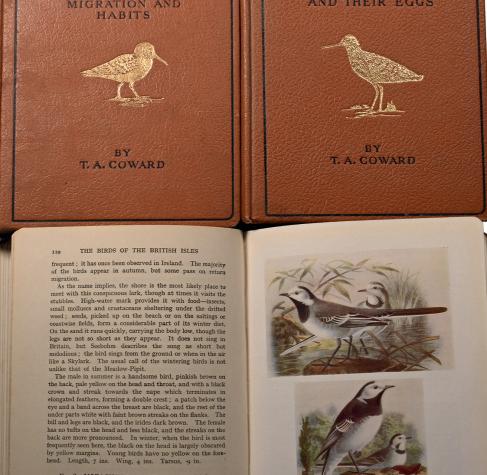 MIGRATION AND
HABITS
BY
T. A. COWARD
AND THEIR EGGS
BY
T. A. COWARD
THE BIRDS OF THE BRITISH ISLES
frequent; it has once been observed in Ireland. The majority
of the birds appear in autumn, but some pass on return
migration.
As the name implies, the shore is the most likely place to
meet with this conspicuous lark, though at times it visits the
stubbles. High-water mark provides it with food—insects,
small molluscs and crustaceans sheltering under the drifted
weed; seeds, picked up on the beach or on the saltings or
coastwise fields, form a considerable part of its winter diet.
On the sand it runs quickly, carrying the body low, though the
legs are not so short as they appear. It does not sing in
Britain, but Seebohm describes the song as short but
melodious; the bird sings from the ground or when in the air
like a Skylark. The usual call of the wintering birds is not
unlike that of the Meadow-Pipit.
The male in summer is a handsome bird, pinkish brown on
the back, pale yellow on the head and throat, and with a black
crown and streak towards the nape which terminates in
elongated feathers, forming a double crest; a patch below the
eye and a band across the breast are black, and the rest of the
under parts white with faint brown streaks on the flanks. The
bill and legs are black, and the irides dark brown. The female
has no tufts on the head and less black, and the streaks on the
back are more pronounced. In winter, when the bird is most
frequently seen here, the black on the head is largely obscured
by yellow margins. Young birds have no yellow on the fore-
head. Length, 7 ins. Wing, 4 ins. Tarsus, ·9 in.